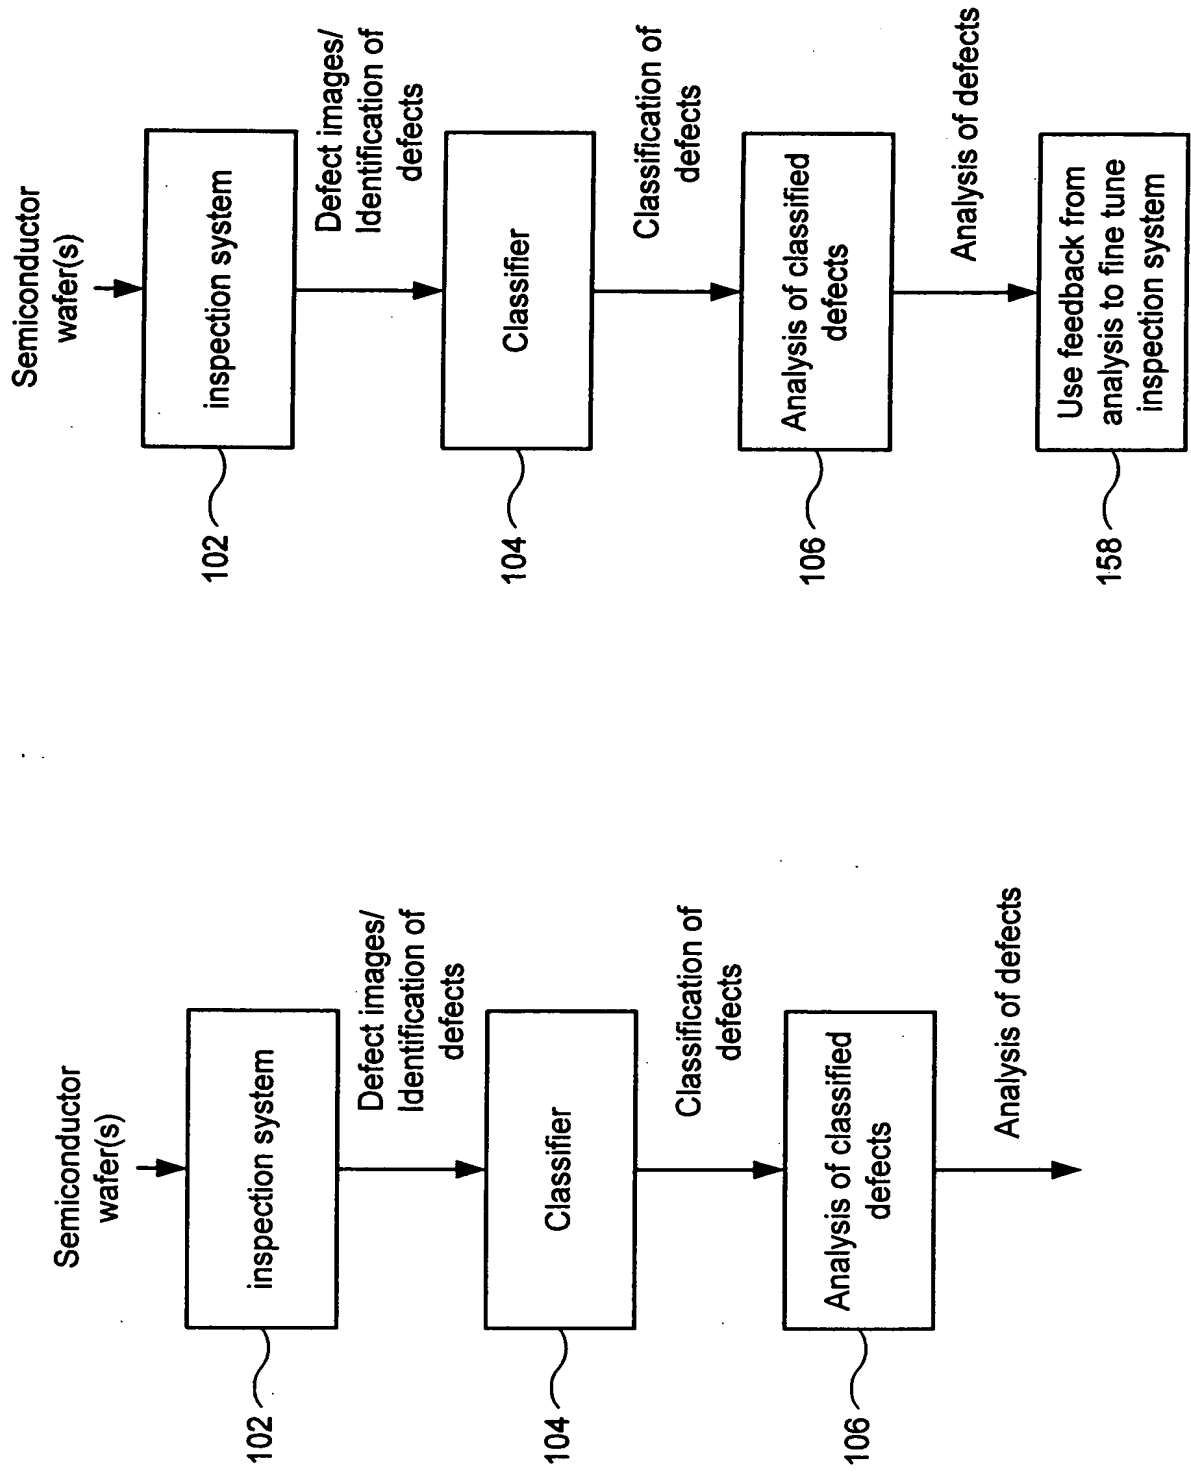 Semiconductor
wafer(s)
inspection system
102
Defect images/
Identification of
defects
Classifier
104
Classification of
defects
Analysis of classified
defects
106
Analysis of defects
Semiconductor
wafer(s)
inspection system
102
Defect images/
Identification of
defects
Classifier
104
Classification of
defects
Analysis of classified
defects
106
Analysis of defects
Use feedback from
analysis to fine tune
inspection system
158